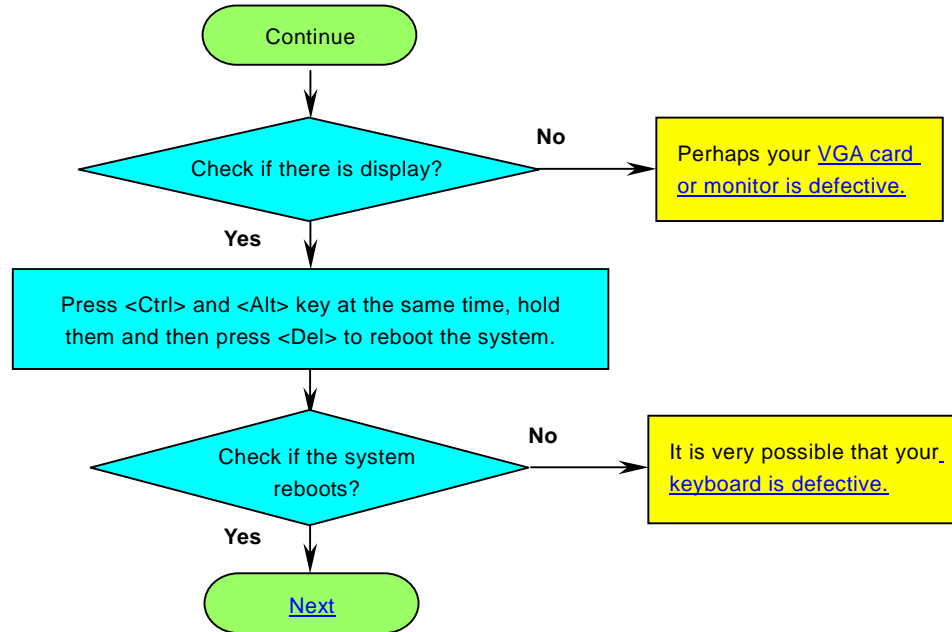 Continue
Check if there is display?
No
Perhaps your VGA card
or monitor is defective.
Yes
Press <Ctrl> and <Alt> key at the same time, hold
them and then press <Del> to reboot the system.
Check if the system
reboots?
No
It is very possible that your
keyboard is defective.
Yes
Next